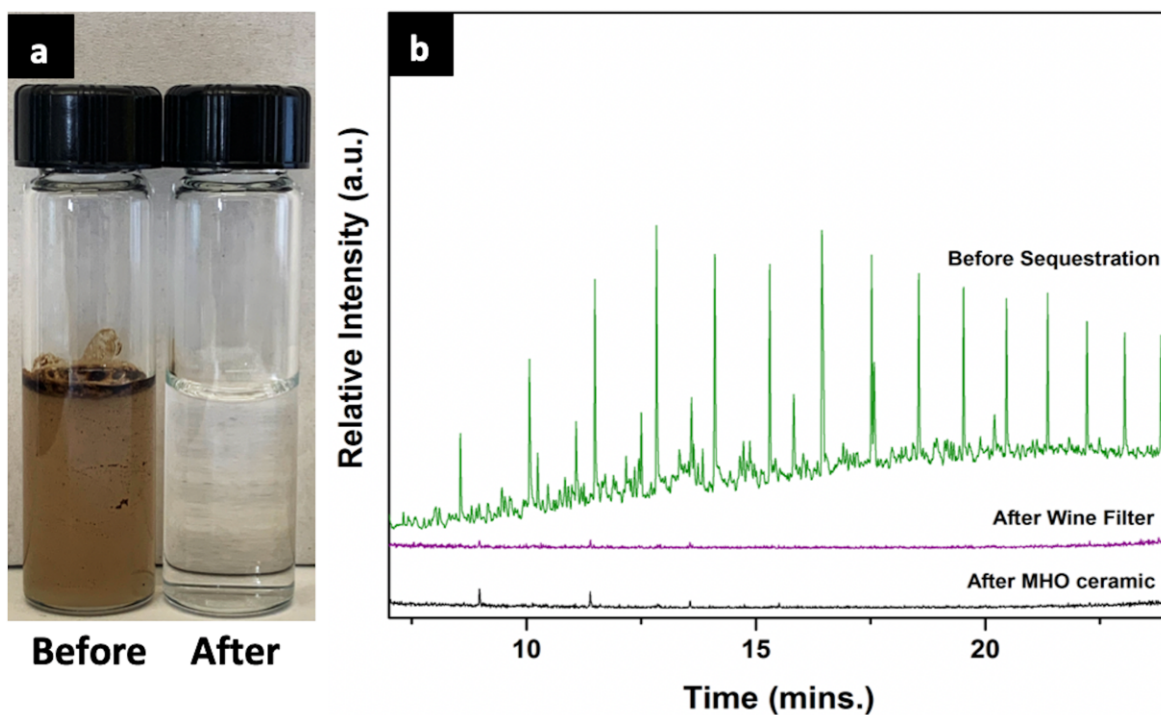 a
Before After
b
Relative Intensity (a.u.)
Before Sequestration
After Wine Filter
After MHO ceramic
10 15 20
Time (mins.)